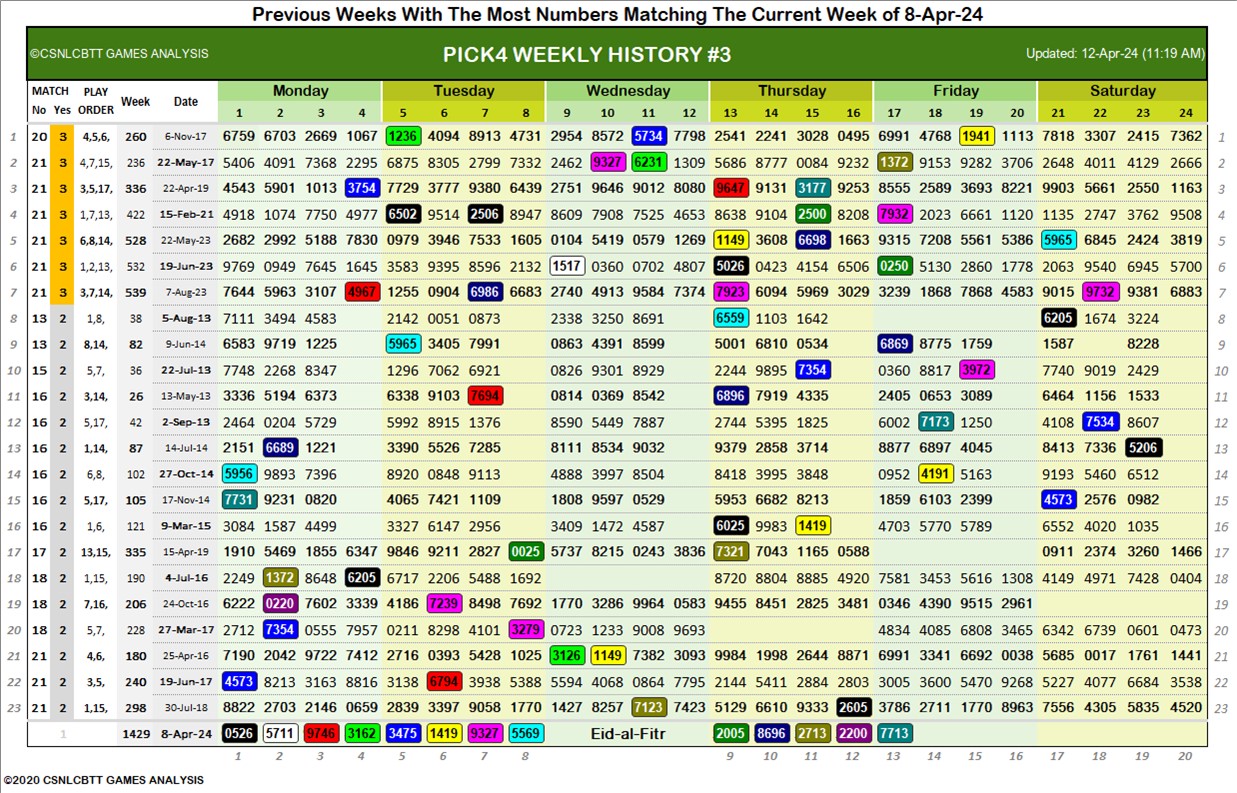 Previous Weeks With The Most Numbers Matching The Current Week of 8-Apr-24
©CSNLCBTT GAMES ANALYSIS PICK4 WEEKLY HISTORY #3 Updated: 12-Apr-24 (11:19 AM)
MATCH PLAY Week Date Monday Tuesday Wednesday Thursday Friday Saturday
No Yes ORDER 1 2 3 4 5 6 7 8 9 10 11 12 13 14 15 16 17 18 19 20 21 22 23 24
1 20 3 4,5,6, 260 6-Nov-17 6759 6703 2669 1067 1236 4094 8913 4731 2954 8572 5734 7798 2541 2241 3028 0495 6991 4768 1941 1113 7818 3307 2415 7362 1
2 21 3 4,7,15, 236 22-May-17 5406 4091 7368 2295 6875 8305 2799 7332 2462 9327 6231 1309 5686 8777 0084 9232 1372 9153 9282 3706 2648 4011 4129 2666 2
3 21 3 3,5,17, 336 22-Apr-19 4543 5901 1013 3754 7729 3777 9380 6439 2751 9646 9012 8080 9647 9131 3177 9253 8555 2589 3693 8221 9903 5661 2550 1163 3
4 21 3 1,7,13, 422 15-Feb-21 4918 1074 7750 4977 6502 9514 2506 8947 8609 7908 7525 4653 8638 9104 2500 8208 7932 2023 6661 1120 1135 2747 3762 9508 4
5 21 3 6,8,14, 528 22-May-23 2682 2992 5188 7830 0979 3946 7533 1605 0104 5419 0579 1269 1149 3608 6698 1663 9315 7208 5561 5386 5965 6845 2424 3819 5
6 21 3 1,2,13, 532 19-Jun-23 9769 0949 7645 1645 3583 9395 8596 2132 1517 0360 0702 4807 5026 0423 4154 6506 0250 5130 2860 1778 2063 9540 6945 5700 6
7 21 3 3,7,14, 539 7-Aug-23 7644 5963 3107 4967 1255 0904 6986 6683 2740 4913 9584 7374 7923 6094 6969 3029 3239 1868 7868 4583 9015 9732 9381 6883 7
8 13 2 1,8, 38 5-Aug-13 7111 3494 4583 2142 0051 0873 2338 3250 8691 6559 1103 1642 6205 1674 3224 8
9 13 2 8,14, 82 9-Jun-14 6583 9719 1225 5965 3405 7991 0863 4391 8599 5001 6810 0534 6869 8775 1759 1587 8228 9
10 15 2 5,7, 36 22-Jul-13 7748 2268 8347 1296 7062 6921 0826 9301 8929 2244 9895 7354 0360 8817 3972 7740 9019 2429 10
11 16 2 3,14, 26 13-May-13 3336 5194 6373 6338 9103 7694 0814 0369 8542 6896 7919 4335 2405 0653 3089 6464 1156 1533 11
12 16 2 5,17, 42 2-Sep-13 2464 0204 5729 5992 8915 1376 8590 5449 7887 2744 5395 1825 6002 7173 1250 4108 7534 8607 12
13 16 2 1,14, 87 14-Jul-14 2151 6689 1221 3390 5526 7285 8111 8534 9032 9379 2858 3714 8877 6897 4045 8413 7336 5206 13
14 16 2 6,8, 102 27-Oct-14 5956 9893 7396 8920 0848 9113 4888 3997 8504 8418 3995 3848 0952 4191 5163 9193 5460 6512 14
15 16 2 5,17, 105 17-Nov-14 7731 9231 0820 4065 7421 1109 1808 9597 0529 5953 6682 8213 1859 6103 2399 4573 2576 0982 15
16 16 2 1,6, 121 9-Mar-15 3084 1587 4499 3327 6147 2956 3409 1472 4587 6025 9983 1419 4703 5770 5789 6552 4020 1035 16
17 17 2 13,15, 335 15-Apr-19 1910 5469 1855 6347 9846 9211 2827 0025 5737 8215 0243 3836 7321 7043 1165 0588 0911 2374 3260 1466 17
18 18 2 1,15, 190 4-Jul-16 2249 1372 8648 6205 6717 2206 5488 1692 8720 8804 8885 4920 7581 3453 5616 1308 4149 4971 7428 0404 18
19 18 2 7,16, 206 24-Oct-16 6222 0220 7602 3339 4186 7239 8498 7692 1770 3286 9964 0583 9455 8451 2825 3481 0346 4390 9515 2961 19
20 18 2 5,7, 228 27-Mar-17 2712 7354 0555 7957 0211 8298 4101 3279 0723 1233 9008 9693 4834 4085 6808 3465 6342 6739 0601 0473 20
21 21 2 4,6, 180 25-Apr-16 7190 2042 9722 7412 2716 0393 5428 1025 3126 1149 7382 3093 9984 1998 2644 8871 6991 3341 6692 0038 5685 0017 1761 1441 21
22 21 2 3,5, 240 19-Jun-17 4573 8213 3163 8816 3138 6794 3938 5388 5594 4068 0864 7795 2144 5411 2884 2803 3005 3000 5470 9268 5227 4077 6684 3538 22
23 21 2 1,15, 298 30-Jul-18 8822 2703 2146 0659 2839 3397 9058 1770 1427 8257 7123 7423 5129 6610 9333 2605 3786 2711 1770 8963 7556 4305 5835 4520 23
1 1429 8-Apr-24 0526 5711 9746 3162 3475 1419 9327 5569 Eid-al-Fitr 2005 8696 2713 2200 7713
1 2 3 4 5 6 7 8 9 10 11 12 13 14 15 16 17 18 19 20
©2020 CSNLCBTT GAMES ANALYSIS